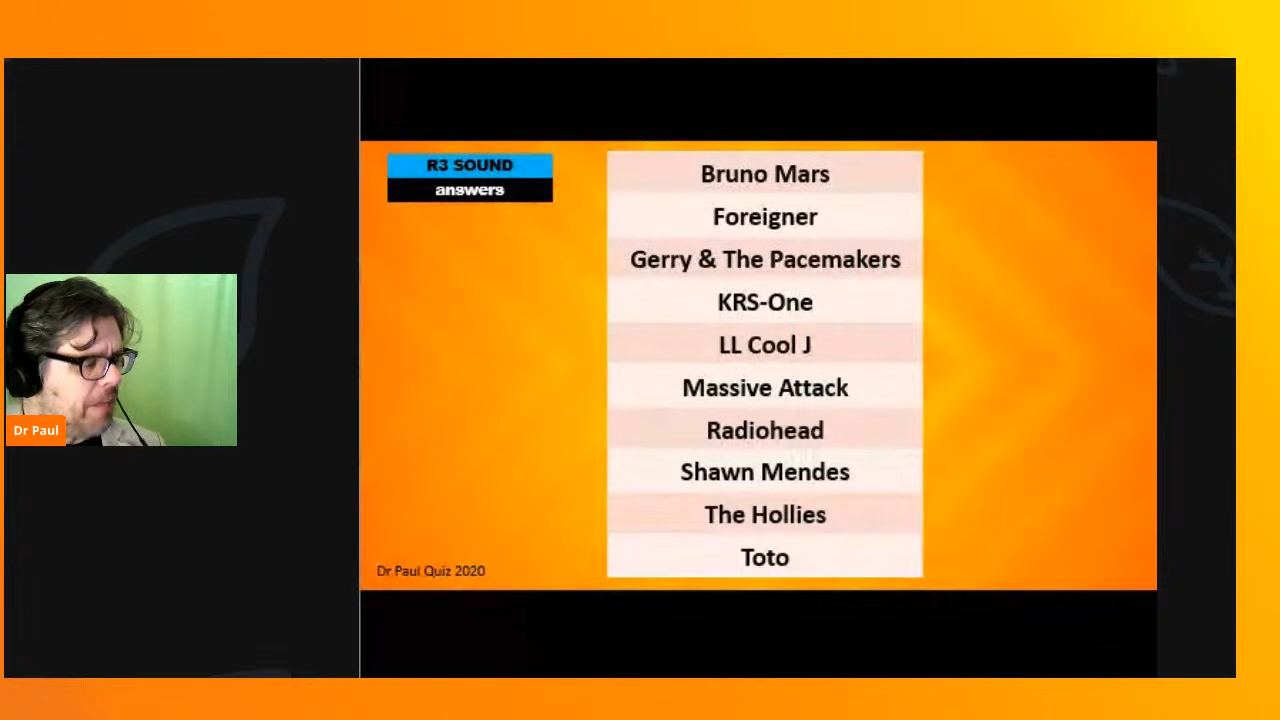 R3 SOUND
answers
Bruno Mars
Foreigner
Gerry & The Pacemakers
KRS-One
LL Cool J
Massive Attack
Radiohead
Shawn Mendes
The Hollies
Toto
Dr Paul
Dr Paul Quiz 2020